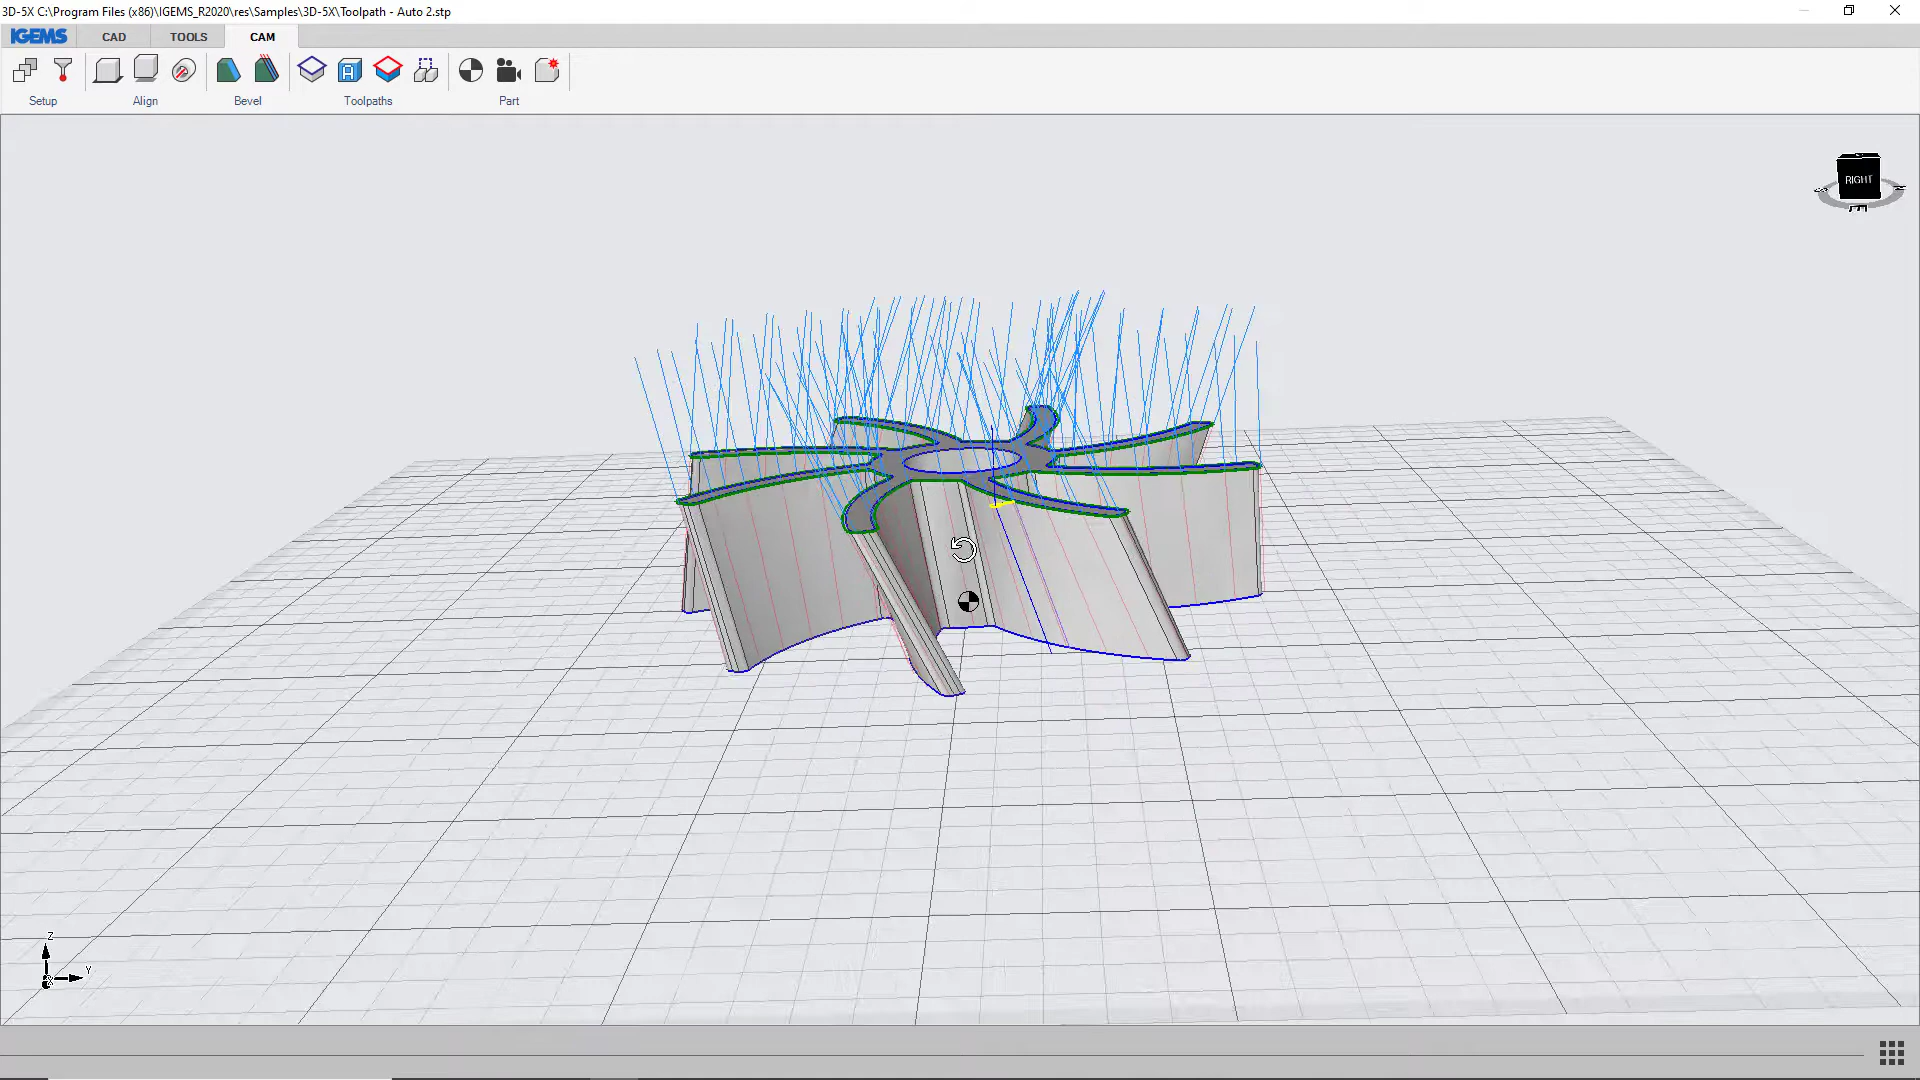 3D-5X C:\Program Files (x86)\IGEMS_R2020\res\Samples\3D-5X\Toolpath - Auto 2.stp
IGEMS CAD TOOLS CAM
Setup Align Bevel Toolpaths Part
RIGHT
Z
Y
X